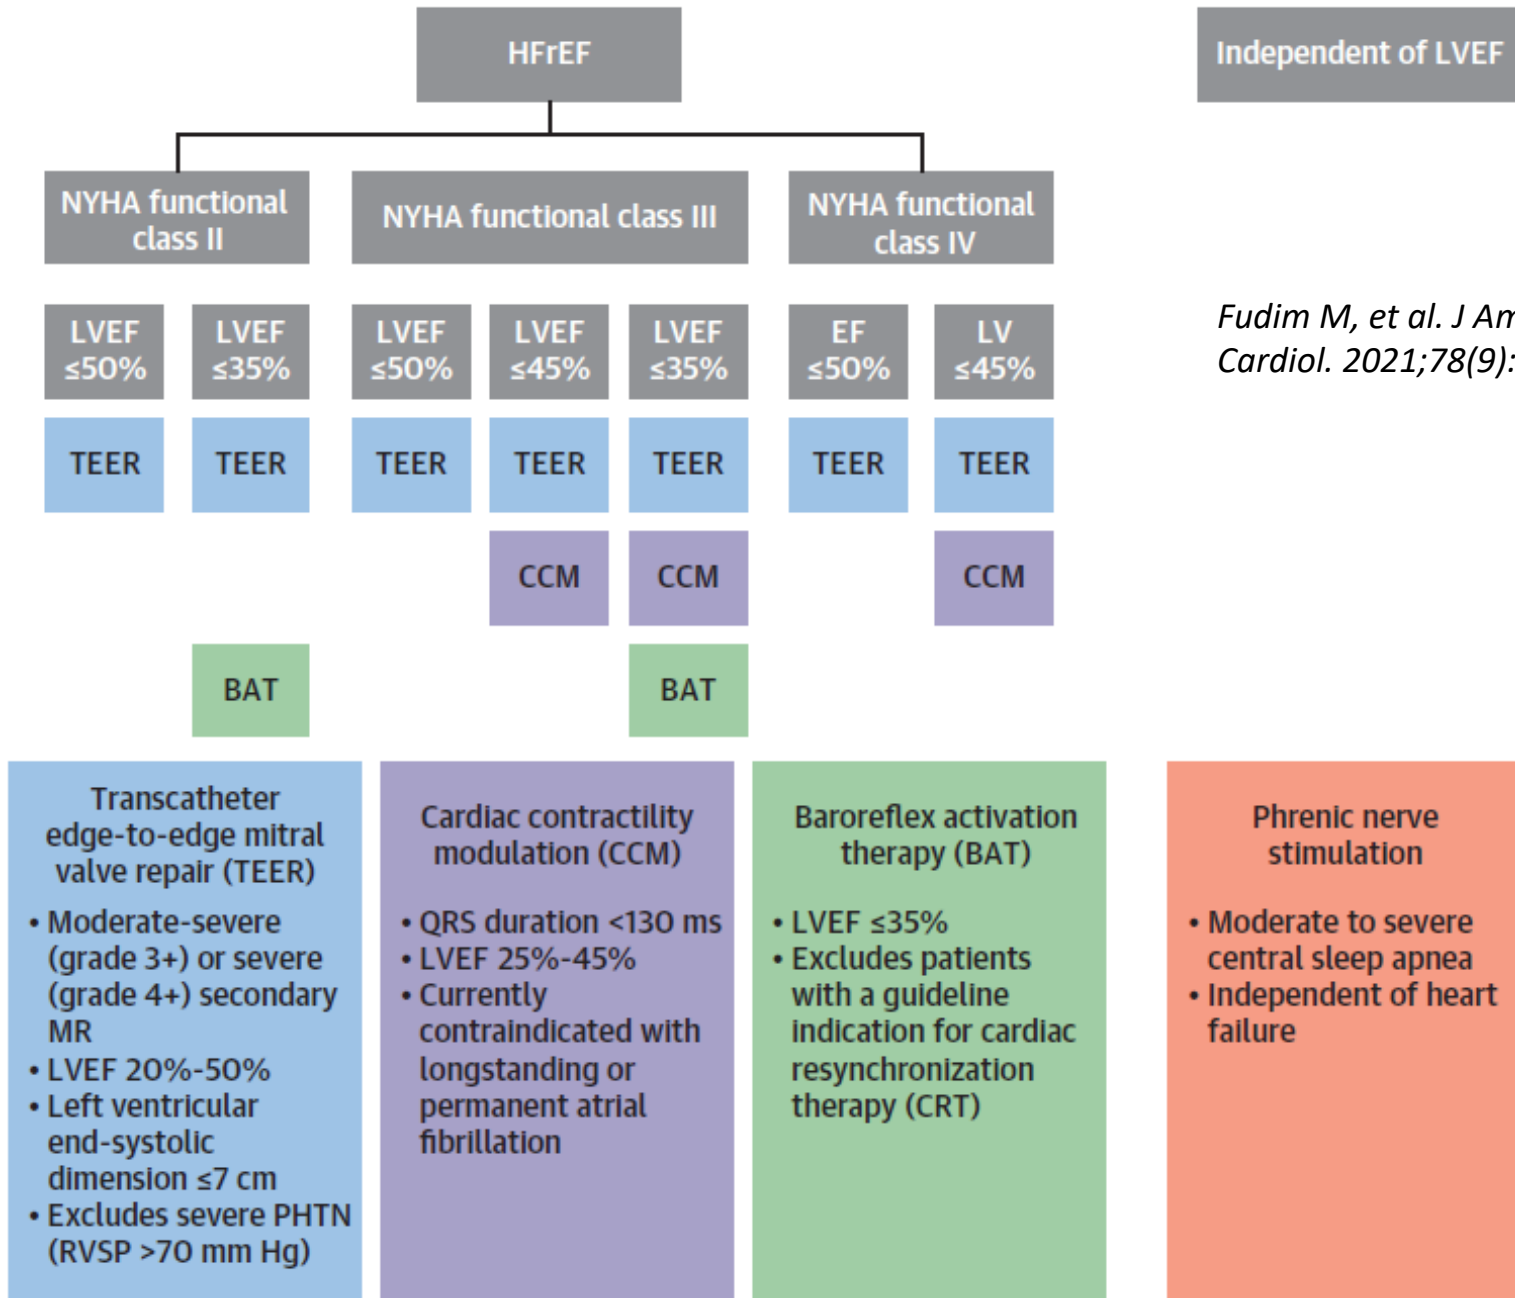 HFrEF
Independent of LVEF
NYHA functional
class II
NYHA functional class III
NYHA functional
class IV
LVEF
≤50%
LVEF
≤35%
LVEF
≤50%
LVEF
≤45%
LVEF
≤35%
EF
≤50%
LV
≤45%
Fudim M, et al. J Am
Cardiol. 2021;78(9):
TEER
TEER
TEER
TEER
TEER
TEER
TEER
CCM
CCM
CCM
BAT
BAT
Transcatheter
edge-to-edge mitral
valve repair (TEER)
• Moderate-severe
(grade 3+) or severe
(grade 4+) secondary
MR
• LVEF 20%-50%
• Left ventricular
end-systolic
dimension ≤7 cm
• Excludes severe PHTN
(RVSP >70 mm Hg)
Cardiac contractility
modulation (CCM)
• QRS duration <130 ms
• LVEF 25%-45%
• Currently
contraindicated with
longstanding or
permanent atrial
fibrillation
Baroreflex activation
therapy (BAT)
• LVEF ≤35%
• Excludes patients
with a guideline
indication for cardiac
resynchronization
therapy (CRT)
Phrenic nerve
stimulation
• Moderate to severe
central sleep apnea
• Independent of heart
failure